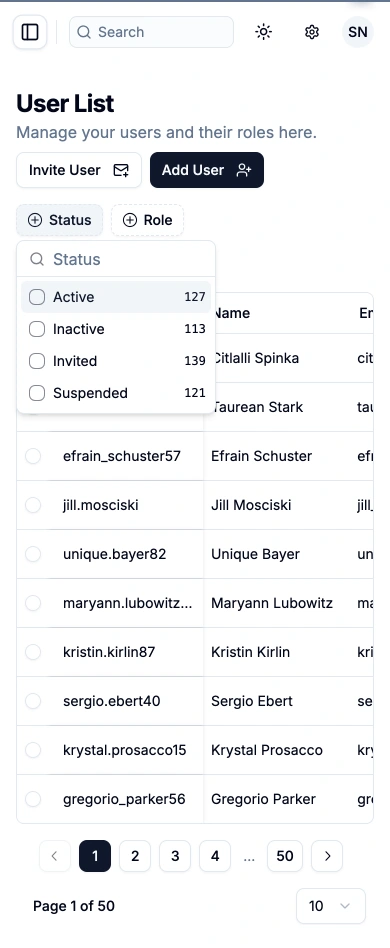 Search
SN
User List
Manage your users and their roles here.
Invite User
Add User
Status
Role
Status
Active 127
Inactive 113
Invited 139
Suspended 121
Name
Citlalli Spinka
Taurean Stark
efrain_schuster57 Efrain Schuster
jill.mosciski Jill Mosciski
unique.bayer82 Unique Bayer
maryann.lubowitz... Maryann Lubowitz
kristin.kirlin87 Kristin Kirlin
sergio.ebert40 Sergio Ebert
krystal.prosacco15 Krystal Prosacco
gregorio_parker56 Gregorio Parker
1 2 3 4 ... 50
Page 1 of 50
10